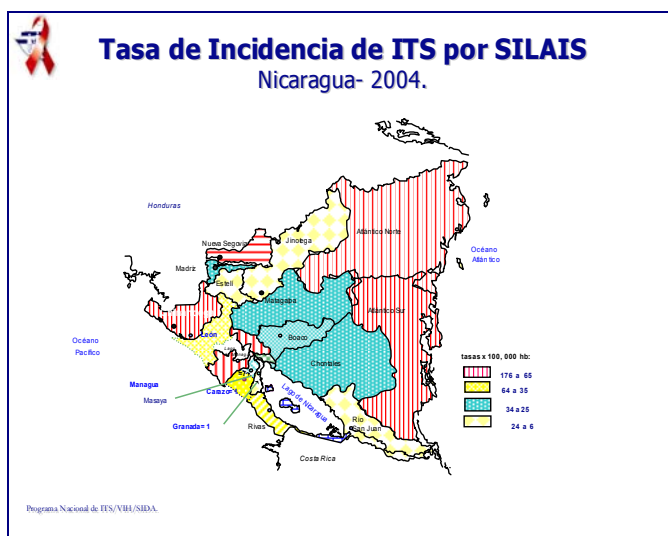 Tasa de Incidencia de ITS por SILAIS
Nicaragua- 2004.
Honduras
Nueva Segovia
Jinotega
Atlántico Norte
Océano
Atlántico
Madriz
Estelí
Matagalpa
Atlántico Sur
León
Boaco
Océano
Pacífico
Chontales
tasas x 100, 000 hb:
176 a 65
64 a 35
34 a 25
24 a 6
Managua
Masaya
Carazo=
Lago de Nicaragua
Granada= 1
Rivas
Rio
San Juan
Costa Rica
Programa Nacional de ITS/VIH/SIDA.